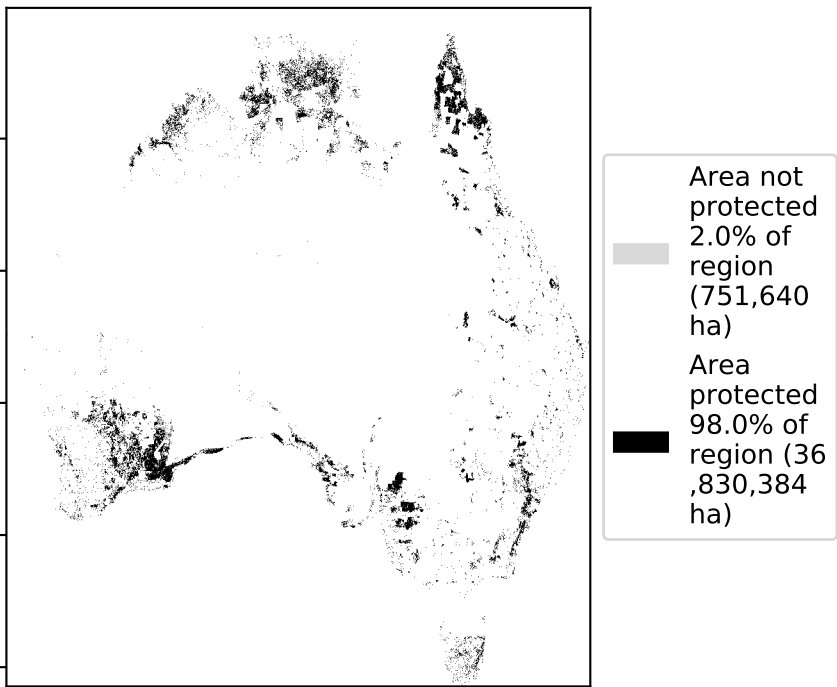 Area not
protected
2.0% of
region
(751,640
ha)
Area
protected
98.0% of
region (36
,830,384
ha)